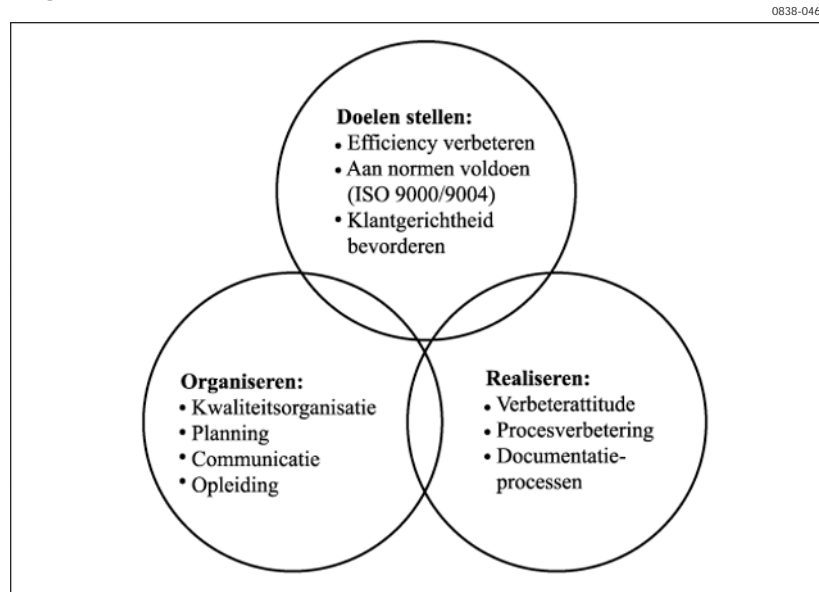 0838-046
Doelen stellen:
• Efficiency verbeteren
• Aan normen voldoen
(ISO 9000/9004)
• Klantgerichtheid
bevorderen
Organiseren:
• Kwaliteitsorganisatie
• Planning
• Communicatie
• Opleiding
Realiseren:
• Verbeterattitude
• Procesverbetering
• Documentatie-
processen